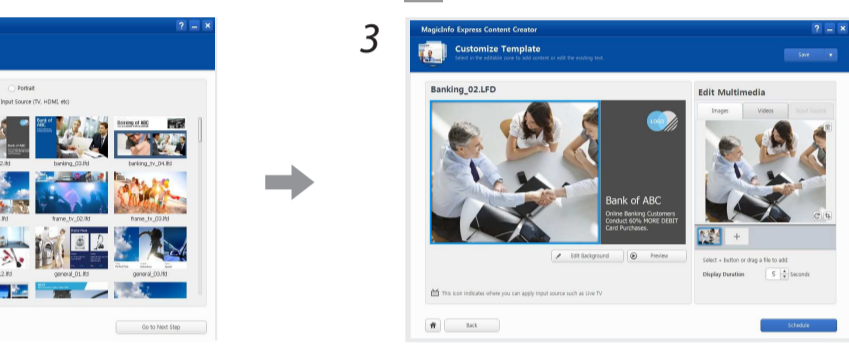 ? – ×
Portrait
Input Source (TV, HDMI, etc)
Bank of ABC
Banking of ABC
2.lfd
banking_03.lfd
banking_tv_04.lfd
.lfd
frame_tv_02.lfd
frame_tv_03.lfd
2.lfd
general_01.lfd
general_03.lfd
Go to Next Step
3
MagicInfo Express Content Creator
? – ×
Customize Template
Select in the editable zone to add content or edit the existing text.
Save
Banking_02.LFD
LOGO
Bank of ABC
Online Banking Customers
Conduct 60% MORE DEBIT
Card Purchases.
Edit Background
Preview
This icon indicates where you can apply input source such as Live TV
Edit Multimedia
Images
Videos
+
Select + button or drag a file to add.
Display Duration
5
Seconds
Back
Schedule